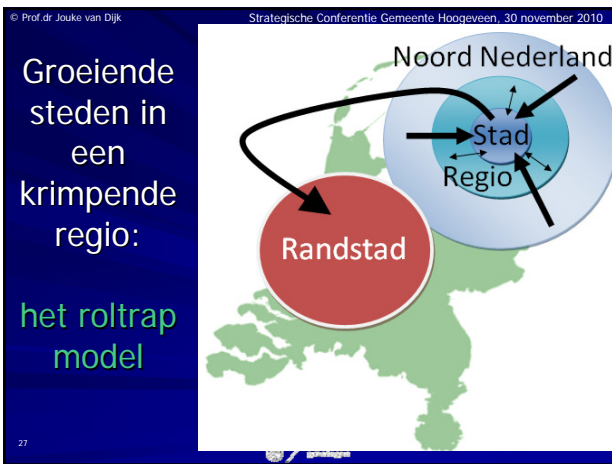 © Prof.dr Jouke van Dijk
Strategische Conferentie Gemeente Hoogeveen, 30 november 2010
Groeiende
steden in
een
krimpende
regio:
het roltrap
model
Noord Nederland
Stad
Regio
Randstad
27